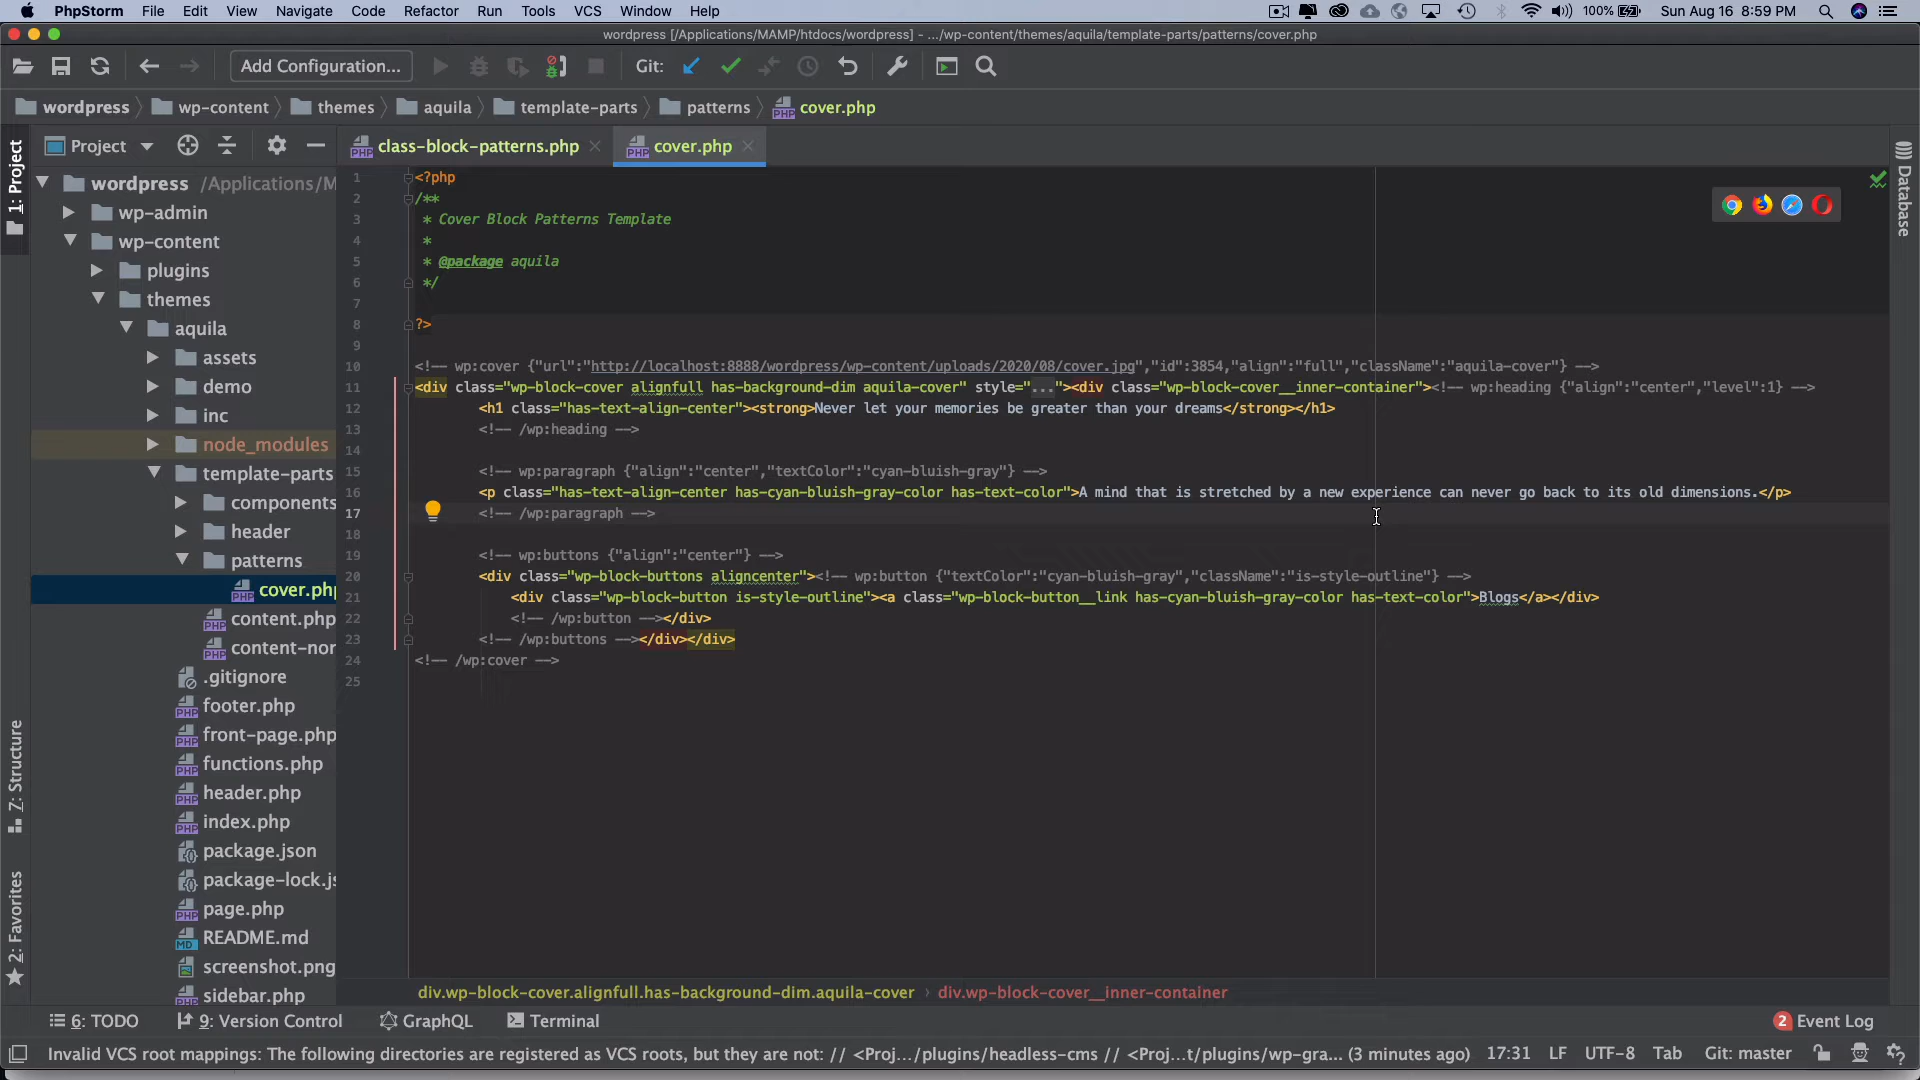 PhpStorm File Edit View Navigate Code Refactor Run Tools VCS Window Help 100% Sun Aug 16 8:59 PM
wordpress [/Applications/MAMP/htdocs/wordpress] - .../wp-content/themes/aquila/template-parts/patterns/cover.php
Add Configuration... Git:
wordpress wp-content themes aquila template-parts patterns cover.php
Project class-block-patterns.php cover.php
1: Project
Database
wordpress /Applications/M
wp-admin
wp-content
plugins
themes
aquila
assets
demo
inc
node_modules
template-parts
components
header
patterns
cover.php
content.php
content-nor
.gitignore
footer.php
front-page.php
functions.php
header.php
index.php
package.json
package-lock.js
page.php
README.md
screenshot.png
sidebar.php
Z: Structure
2: Favorites
1 <?php
2 /**
3 * Cover Block Patterns Template
4 *
5 * @package aquila
6 */
7
8 ?>
9
10 <!-- wp:cover {"url":"http://localhost:8888/wordpress/wp-content/uploads/2020/08/cover.jpg","id":3854,"align":"full","className":"aquila-cover"} -->
11 <div class="wp-block-cover alignfull has-background-dim aquila-cover" style="..."><div class="wp-block-cover__inner-container"><!-- wp:heading {"align":"center","level":1} -->
12 <h1 class="has-text-align-center"><strong>Never let your memories be greater than your dreams</strong></h1>
13 <!-- /wp:heading -->
14
15 <!-- wp:paragraph {"align":"center","textColor":"cyan-bluish-gray"} -->
16 <p class="has-text-align-center has-cyan-bluish-gray-color has-text-color">A mind that is stretched by a new experience can never go back to its old dimensions.</p>
17 <!-- /wp:paragraph -->
18
19 <!-- wp:buttons {"align":"center"} -->
20 <div class="wp-block-buttons aligncenter"><!-- wp:button {"textColor":"cyan-bluish-gray","className":"is-style-outline"} -->
21 <div class="wp-block-button is-style-outline"><a class="wp-block-button__link has-cyan-bluish-gray-color has-text-color">Blogs</a></div>
22 <!-- /wp:button --></div>
23 <!-- /wp:buttons --></div></div>
24 <!-- /wp:cover -->
25
div.wp-block-cover.alignfull.has-background-dim.aquila-cover › div.wp-block-cover__inner-container
6: TODO 9: Version Control GraphQL Terminal 2 Event Log
Invalid VCS root mappings: The following directories are registered as VCS roots, but they are not: // <Proj.../plugins/headless-cms // <Proj...t/plugins/wp-gra... (3 minutes ago) 17:31 LF UTF-8 Tab Git: master